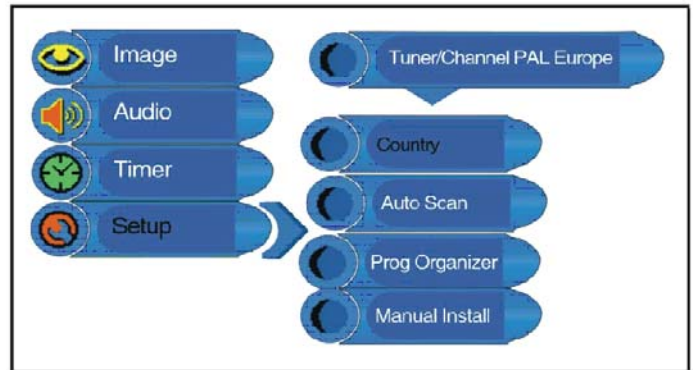 Image
Audio
Timer
Setup
Tuner/Channel PAL Europe
Country
Auto Scan
Prog Organizer
Manual Install